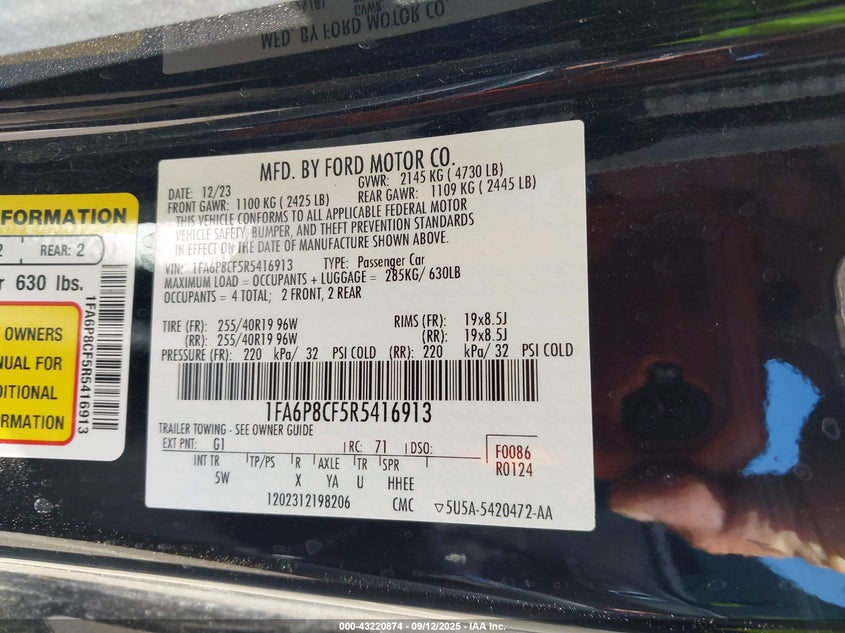 MFD. BY FORD MOTOR CO.
GVWR
MFD. BY FORD MOTOR CO.
DATE: 12/23 GVWR: 2145 KG ( 4730 LB)
FRONT GAWR: 1100 KG ( 2425 LB) REAR GAWR: 1109 KG ( 2445 LB)
THIS VEHICLE CONFORMS TO ALL APPLICABLE FEDERAL MOTOR
VEHICLE SAFETY, BUMPER, AND THEFT PREVENTION STANDARDS
IN EFFECT ON THE DATE OF MANUFACTURE SHOWN ABOVE.
VIN: 1FA6P8CF5R5416913 TYPE: Passenger Car
MAXIMUM LOAD = OCCUPANTS + LUGGAGE = 285KG/ 630LB
OCCUPANTS = 4 TOTAL; 2 FRONT, 2 REAR
TIRE (FR): 255/40R19 96W RIMS (FR): 19x8.5J
(RR): 255/40R19 96W (RR): 19x8.5J
PRESSURE (FR): 220 kPa/ 32 PSI COLD (RR): 220 kPa/ 32 PSI COLD
1FA6P8CF5R5416913
TRAILER TOWING - SEE OWNER GUIDE
EXT PNT: G1 RC: 71 DSO: F0086
R0124
INT TR TP/PS R AXLE TR SPR
5W X YA U HHEE
1202312198206 CMC ▽5U5A-5420472-AA
FORMATION
2 REAR: 2
r 630 lbs.
OWNERS
NUAL FOR
DITIONAL
RMATION
1FA6P8CF5R5416913
000-43220874 - 09/12/2025 - IAA Inc.